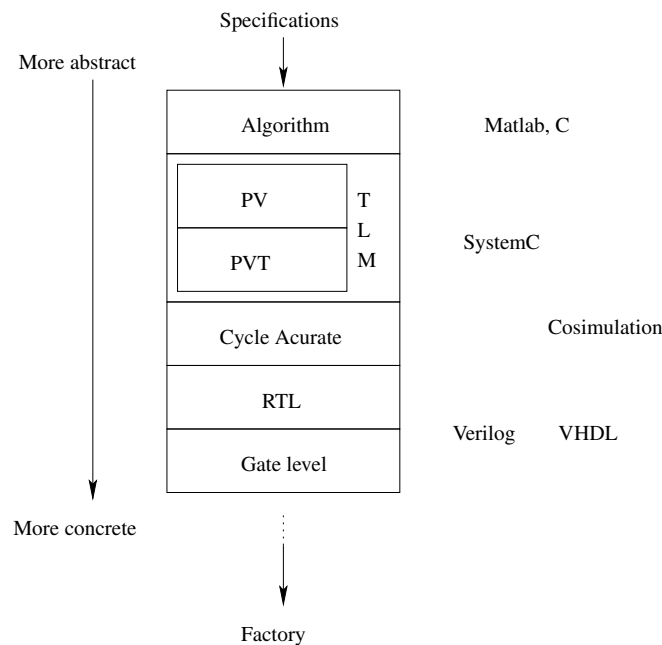 Specifications
More abstract
Algorithm
Matlab, C
PV
PVT
T
L
M
SystemC
Cycle Acurate
Cosimulation
RTL
Verilog VHDL
Gate level
More concrete
Factory